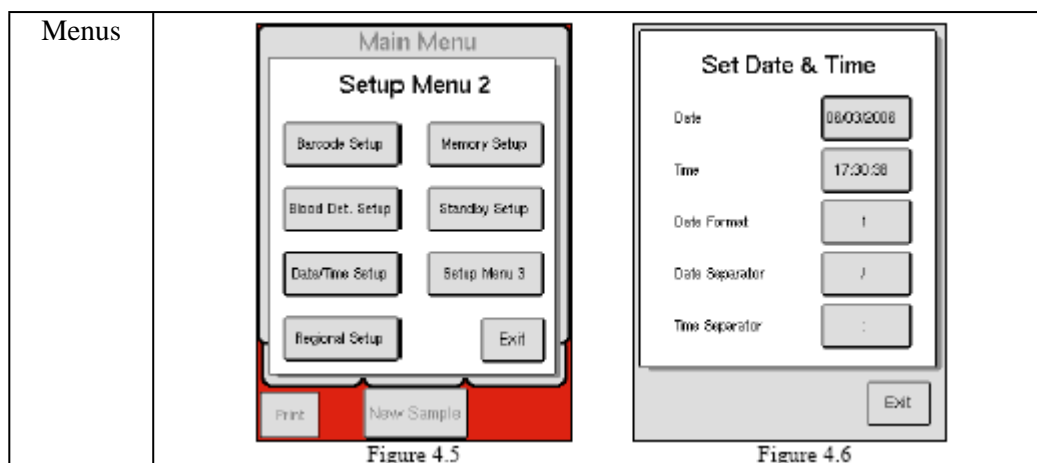 Menus
Main Menu
Setup Menu 2
Barcode Setup
Memory Setup
Blood Det. Setup
Standby Setup
Date/Time Setup
Setup Menu 3
Regional Setup
Exit
Print
New Sample
Figure 4.5
Set Date & Time
Date
06/03/2006
Time
17:30:38
Date Format
Date Separator
/
Time Separator
:
Exit
Figure 4.6